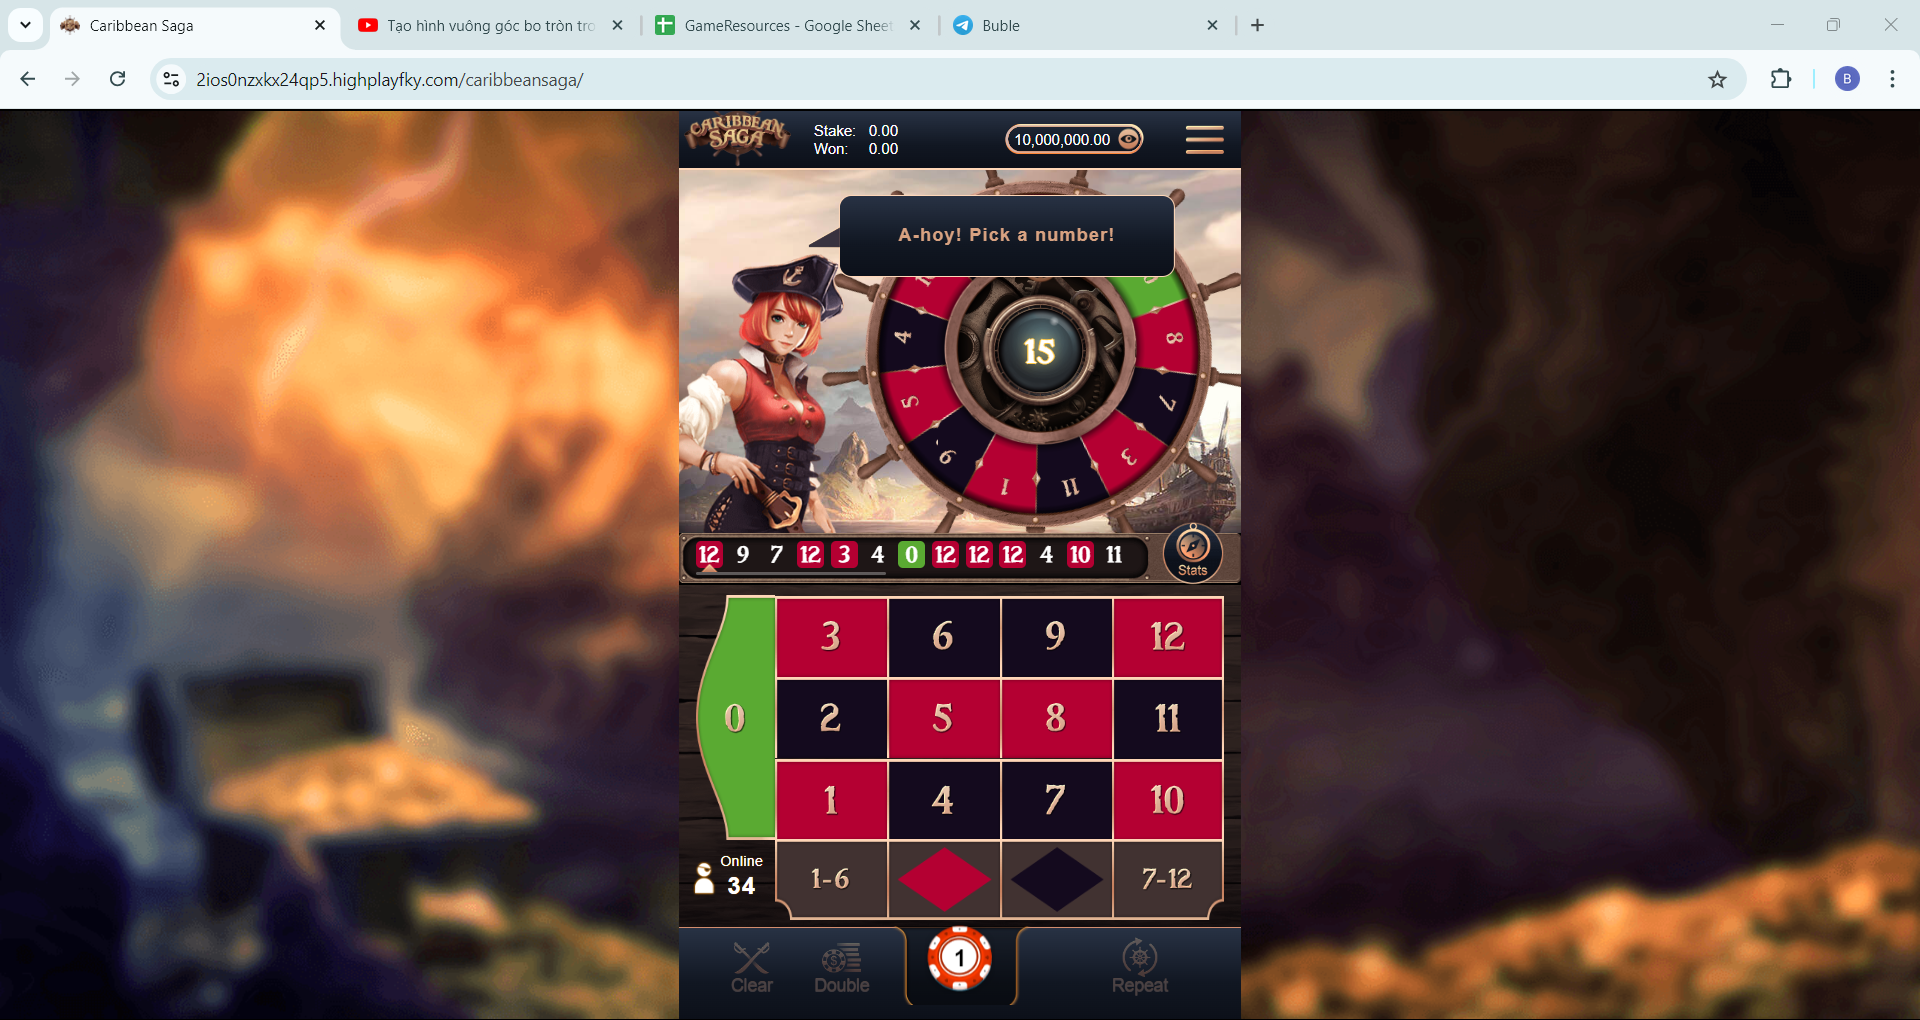 Caribbean Saga
Tạo hình vuông góc bo tròn tro
GameResources - Google Sheet
Buble
2ios0nzxkx24qp5.highplayfky.com/caribbeansaga/
B
CARIBBEAN
SAGA
Stake: 0.00
Won: 0.00
10,000,000.00
A-hoy! Pick a number!
4
5
9
1
11
3
7
8
15
12 9 7 12 3 4 0 12 12 12 4 10 11
Stats
3 6 9 12
0
2 5 8 11
1 4 7 10
Online
34
1-6
7-12
Clear
Double
1
Repeat